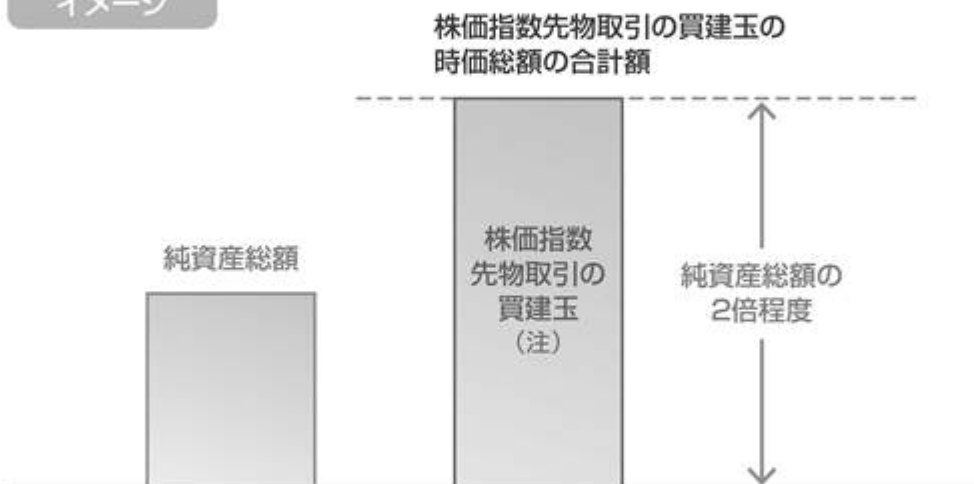 イメージ
株価指数先物取引の買建玉の
時価総額の合計額
純資産総額
株価指数
先物取引の
買建玉
（注）
純資産総額の
2倍程度